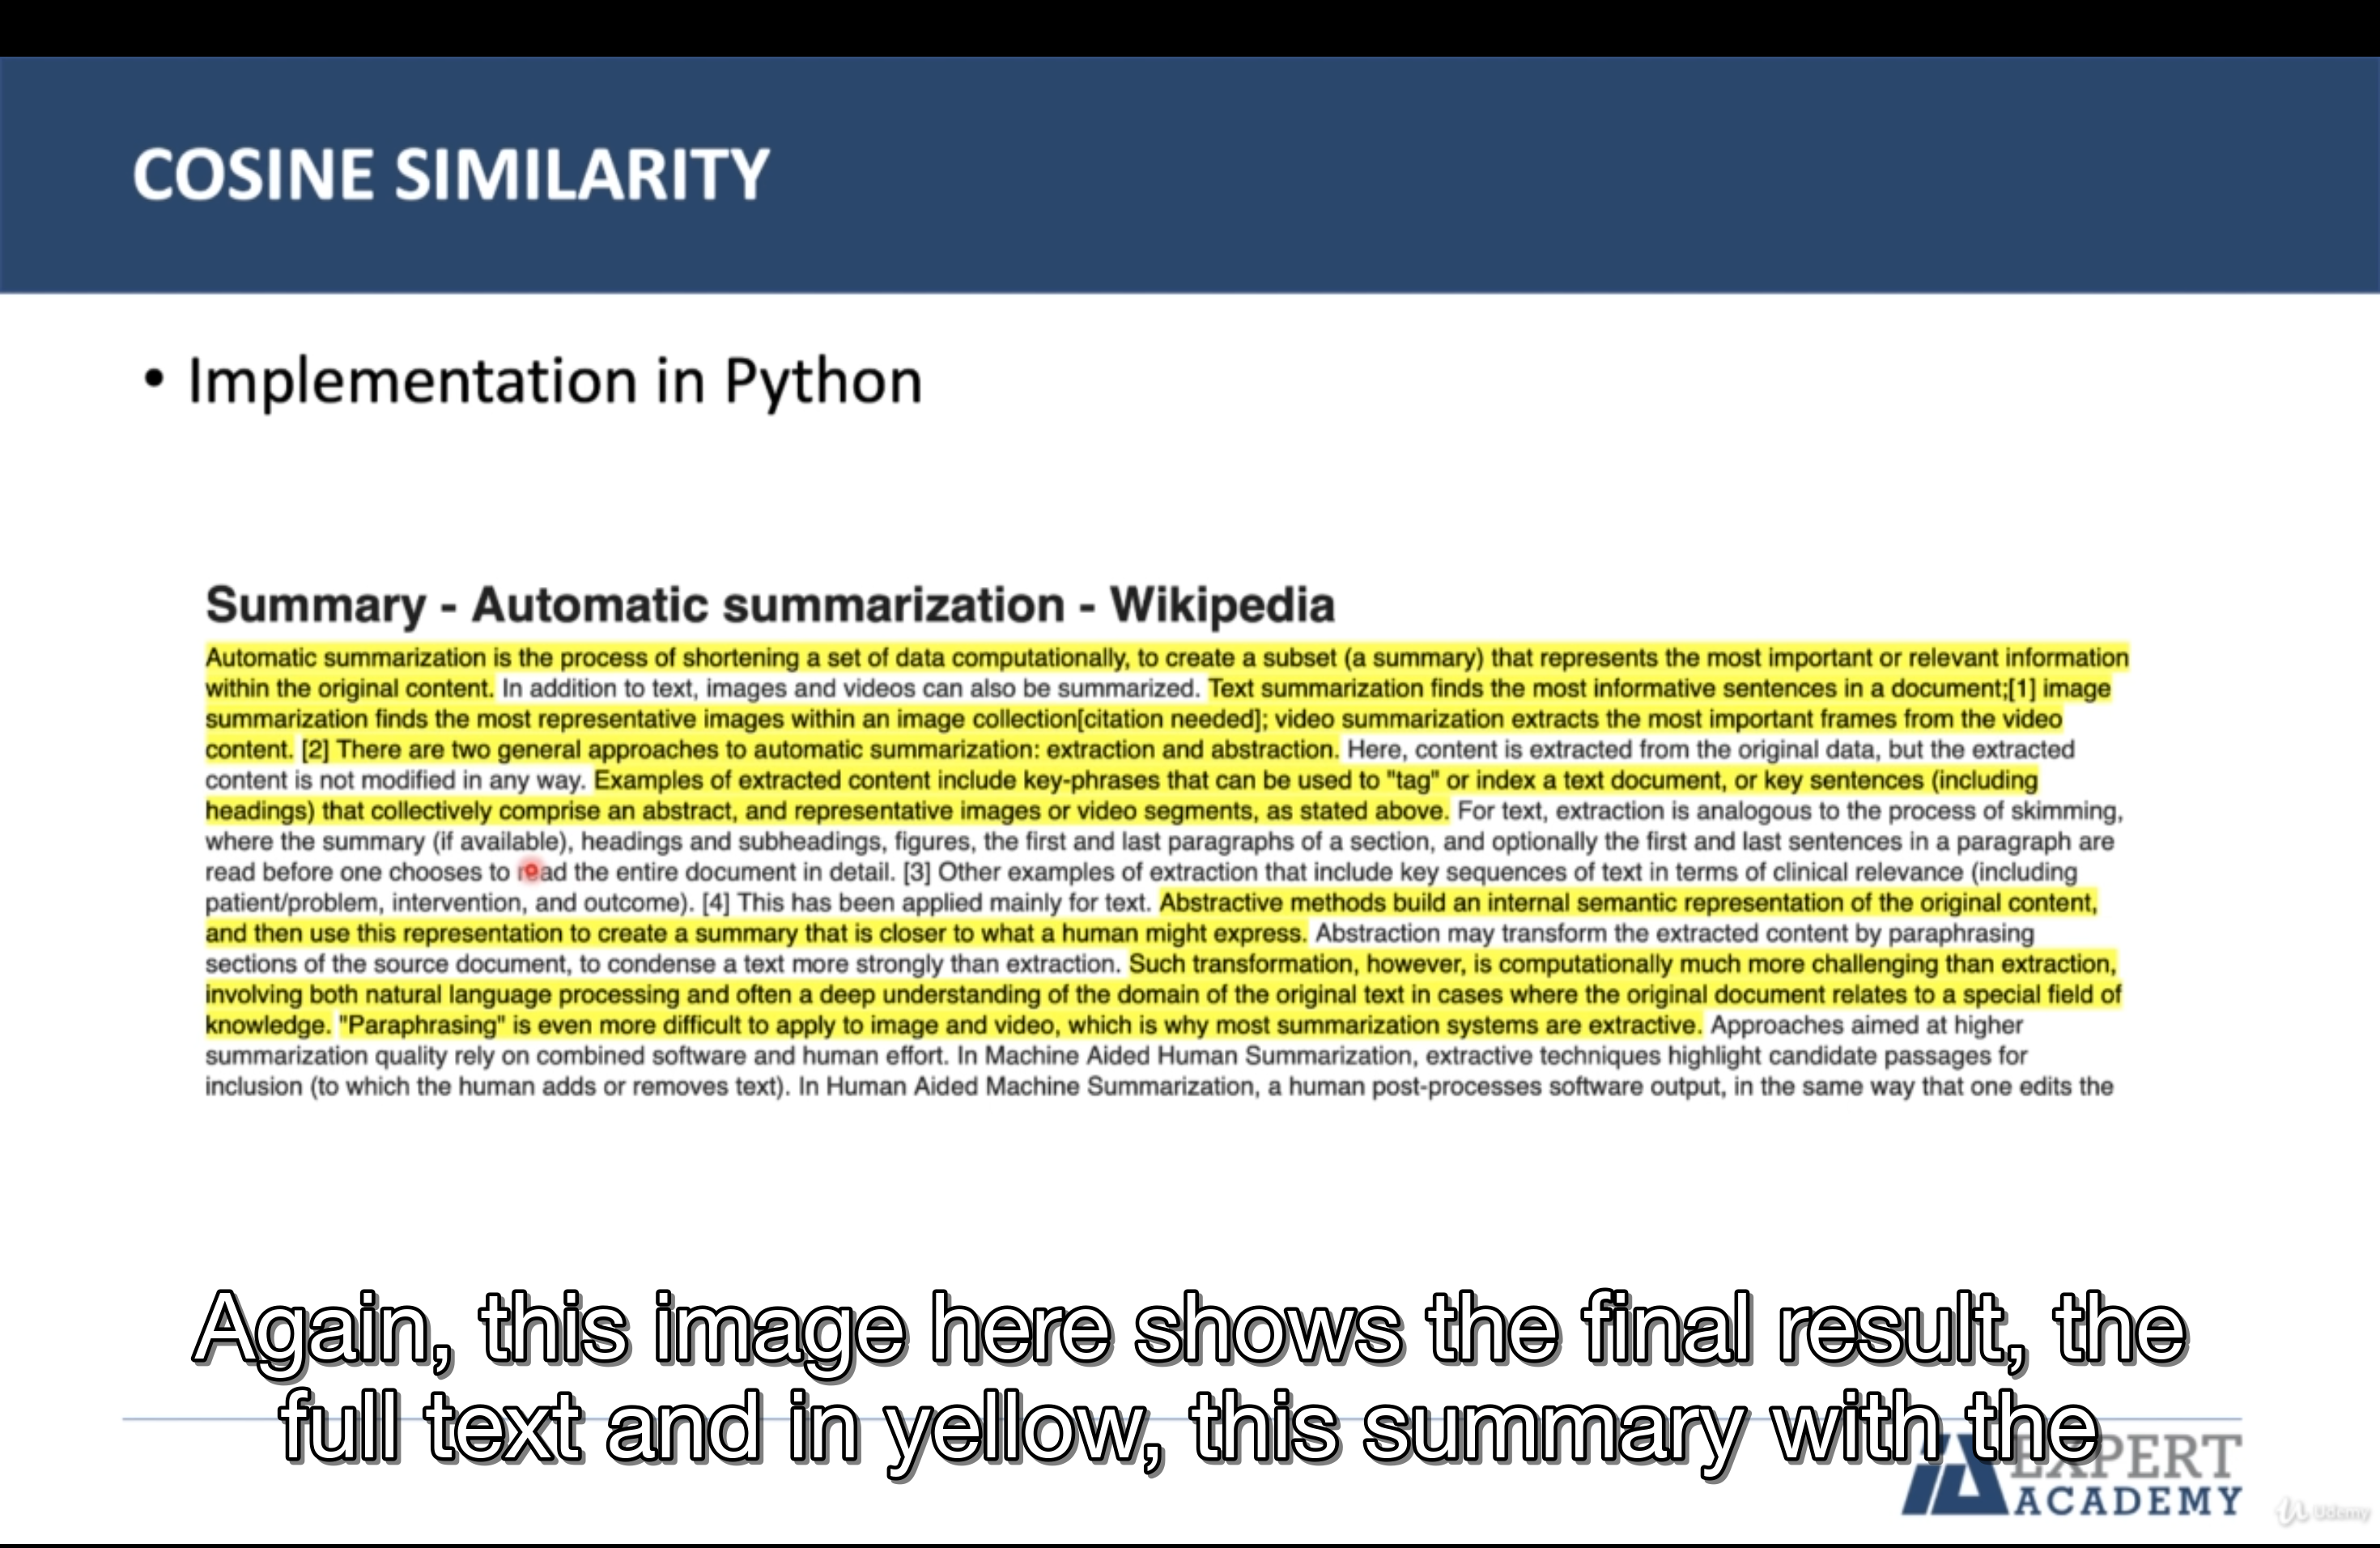 COSINE SIMILARITY
• Implementation in Python
Summary - Automatic summarization - Wikipedia
Automatic summarization is the process of shortening a set of data computationally, to create a subset (a summary) that represents the most important or relevant information
within the original content. In addition to text, images and videos can also be summarized. Text summarization finds the most informative sentences in a document;[1] image
summarization finds the most representative images within an image collection[citation needed]; video summarization extracts the most important frames from the video
content. [2] There are two general approaches to automatic summarization: extraction and abstraction. Here, content is extracted from the original data, but the extracted
content is not modified in any way. Examples of extracted content include key-phrases that can be used to "tag" or index a text document, or key sentences (including
headings) that collectively comprise an abstract, and representative images or video segments, as stated above. For text, extraction is analogous to the process of skimming,
where the summary (if available), headings and subheadings, figures, the first and last paragraphs of a section, and optionally the first and last sentences in a paragraph are
read before one chooses to read the entire document in detail. [3] Other examples of extraction that include key sequences of text in terms of clinical relevance (including
patient/problem, intervention, and outcome). [4] This has been applied mainly for text. Abstractive methods build an internal semantic representation of the original content,
and then use this representation to create a summary that is closer to what a human might express. Abstraction may transform the extracted content by paraphrasing
sections of the source document, to condense a text more strongly than extraction. Such transformation, however, is computationally much more challenging than extraction,
involving both natural language processing and often a deep understanding of the domain of the original text in cases where the original document relates to a special field of
knowledge. "Paraphrasing" is even more difficult to apply to image and video, which is why most summarization systems are extractive. Approaches aimed at higher
summarization quality rely on combined software and human effort. In Machine Aided Human Summarization, extractive techniques highlight candidate passages for
inclusion (to which the human adds or removes text). In Human Aided Machine Summarization, a human post-processes software output, in the same way that one edits the
Again, this image here shows the final result, the
full text and in yellow, this summary with the
EXPERT
ACADEMY
Udemy